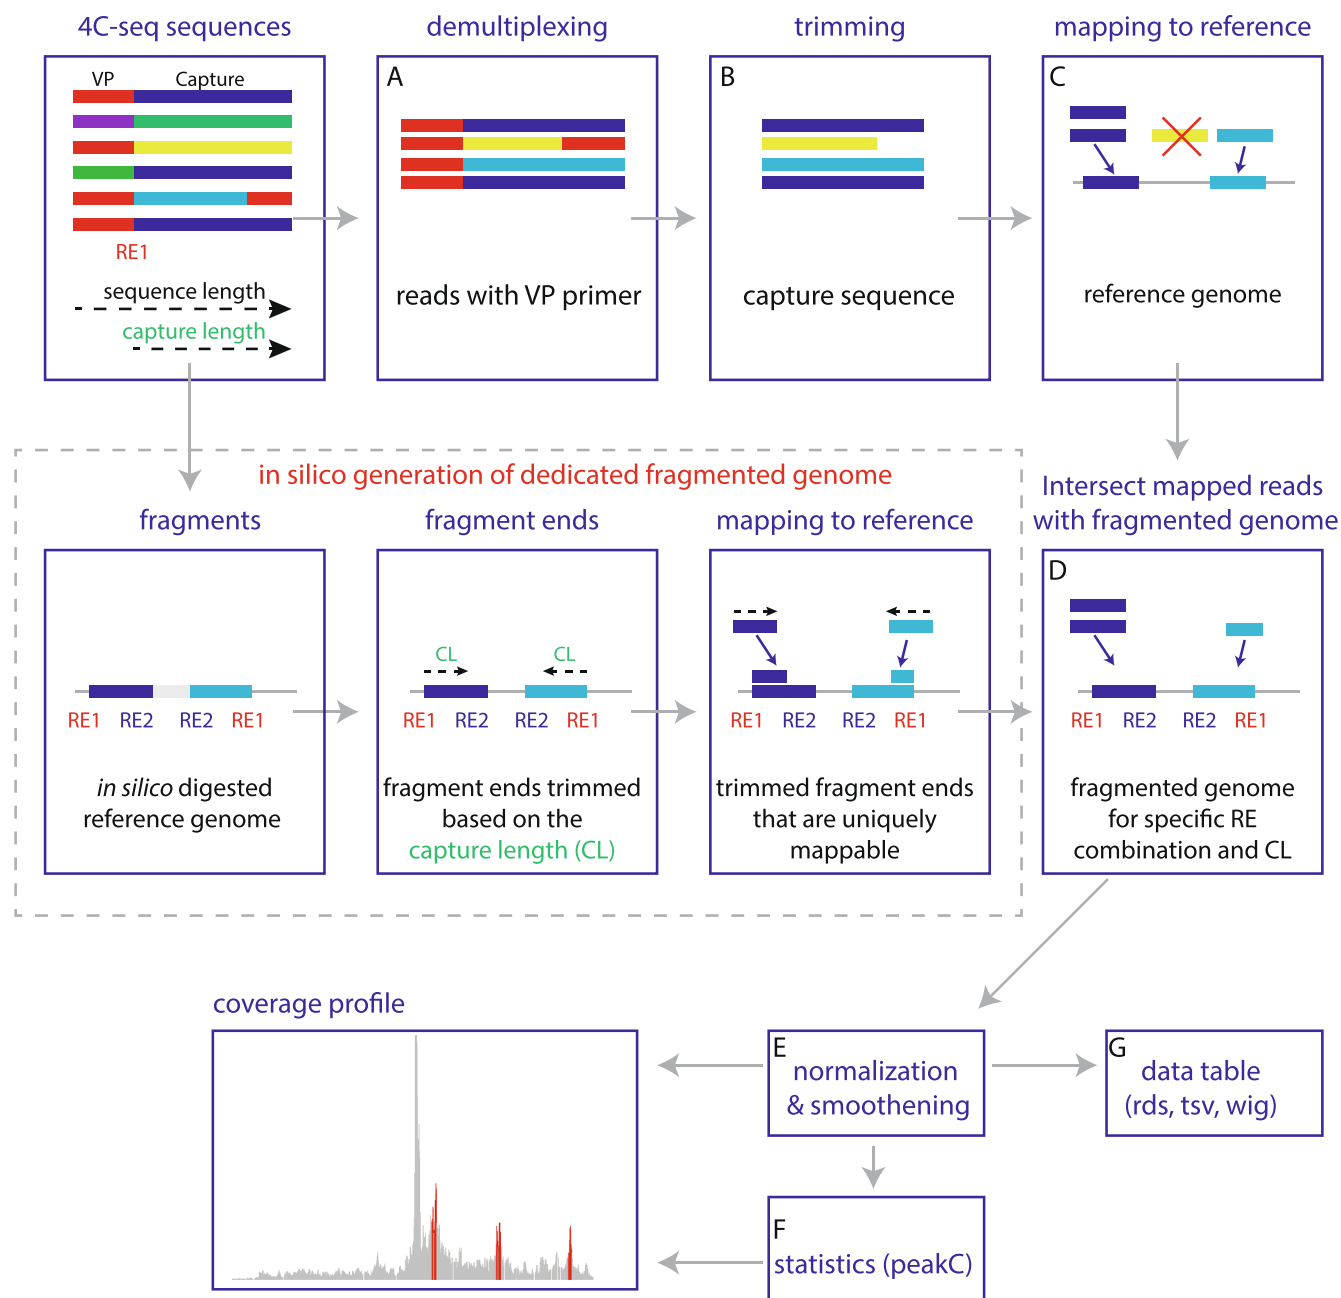 4C-seq sequences
demultiplexing
trimming
mapping to reference
VP Capture
RE1
sequence length
capture length
A
reads with VP primer
B
capture sequence
C
reference genome
in silico generation of dedicated fragmented genome
fragments
fragment ends
mapping to reference
Intersect mapped reads
with fragmented genome
RE1 RE2 RE2 RE1
in silico digested
reference genome
CL CL
RE1 RE2 RE2 RE1
fragment ends trimmed
based on the
capture length (CL)
RE1 RE2 RE2 RE1
trimmed fragment ends
that are uniquely
mappable
D
RE1 RE2 RE2 RE1
fragmented genome
for specific RE
combination and CL
coverage profile
E
normalization
& smoothening
G
data table
(rds, tsv, wig)
F
statistics (peakC)